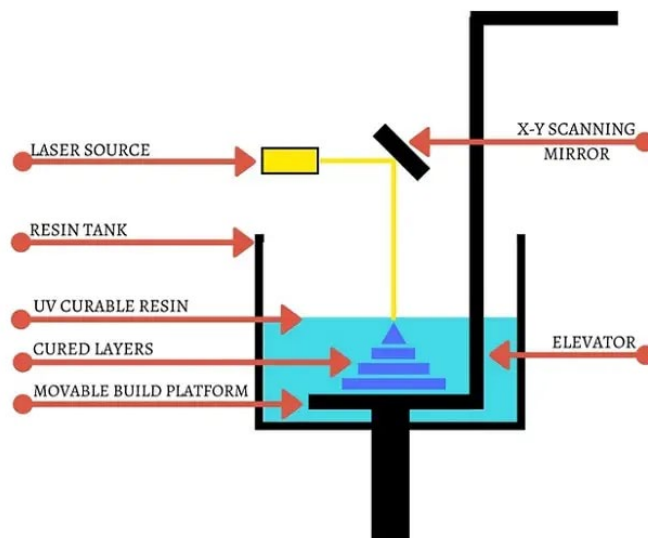 LASER SOURCE
X-Y SCANNING
MIRROR
RESIN TANK
UV CURABLE RESIN
CURED LAYERS
ELEVATOR
MOVABLE BUILD PLATFORM